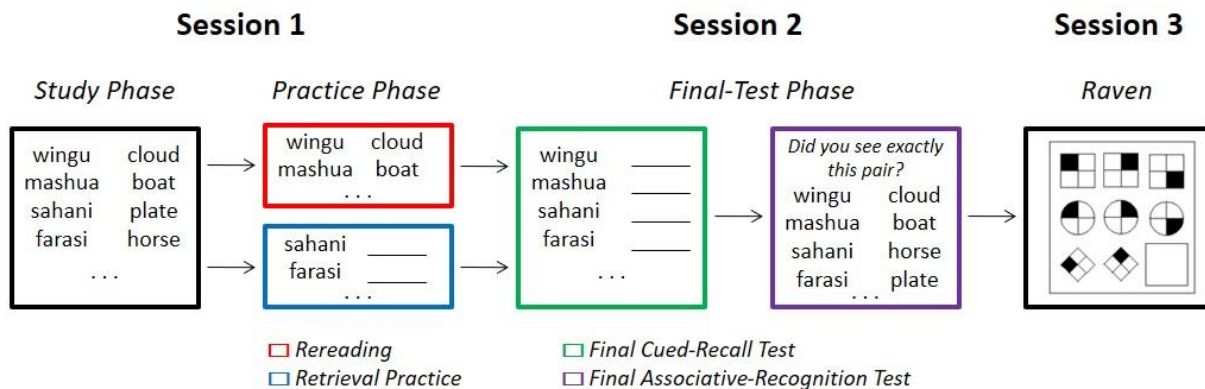 Session 1
Session 2
Session 3
Study Phase
Practice Phase
Final-Test Phase
Raven
wingu cloud
mashua boat
sahani plate
farasi horse
. . .
wingu cloud
mashua boat
. . .
sahani ______
farasi ______
. . .
wingu ______
mashua ______
sahani ______
farasi ______
. . .
Did you see exactly
this pair?
wingu cloud
mashua boat
sahani horse
farasi plate
. . .
Rereading
Retrieval Practice
Final Cued-Recall Test
Final Associative-Recognition Test